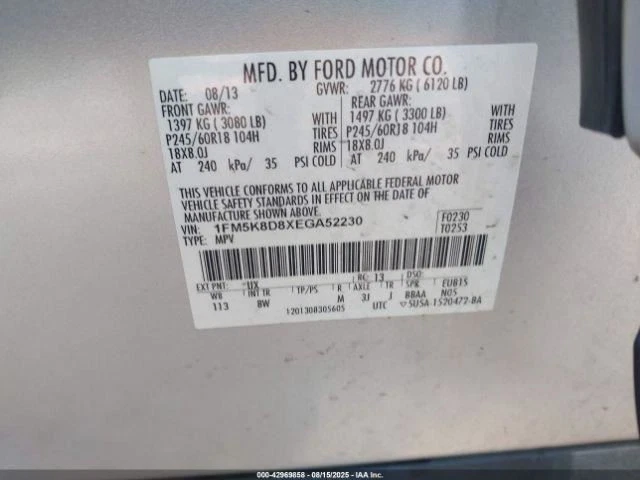 MFD. BY FORD MOTOR CO.
DATE: 08/13 GVWR: 2776 KG ( 6120 LB)
FRONT GAWR: REAR GAWR:
1397 KG ( 3080 LB) WITH 1497 KG ( 3300 LB) WITH
P245/60R18 104H TIRES P245/60R18 104H TIRES
18X8.0J RIMS 18X8.0J RIMS
AT 240 kPa/ 35 PSI COLD AT 240 kPa/ 35 PSI COLD
THIS VEHICLE CONFORMS TO ALL APPLICABLE FEDERAL MOTOR
VEHICLE SAFETY STANDARDS IN EFFECT ON THE DATE OF
MANUFACTURE SHOWN ABOVE.
VIN: 1FM5K8D8XEGA52230 F0230
MPV T0253
EXT PNT: UX RC: 13 DSO:
WB INT TR TP/PS R AXLE TR SPR EUB15
113 8W M 3J J BBAA N05
1201308305605 UTC 5U5A-1520472-BA
000-42969858 - 08/15/2025 - IAA Inc.